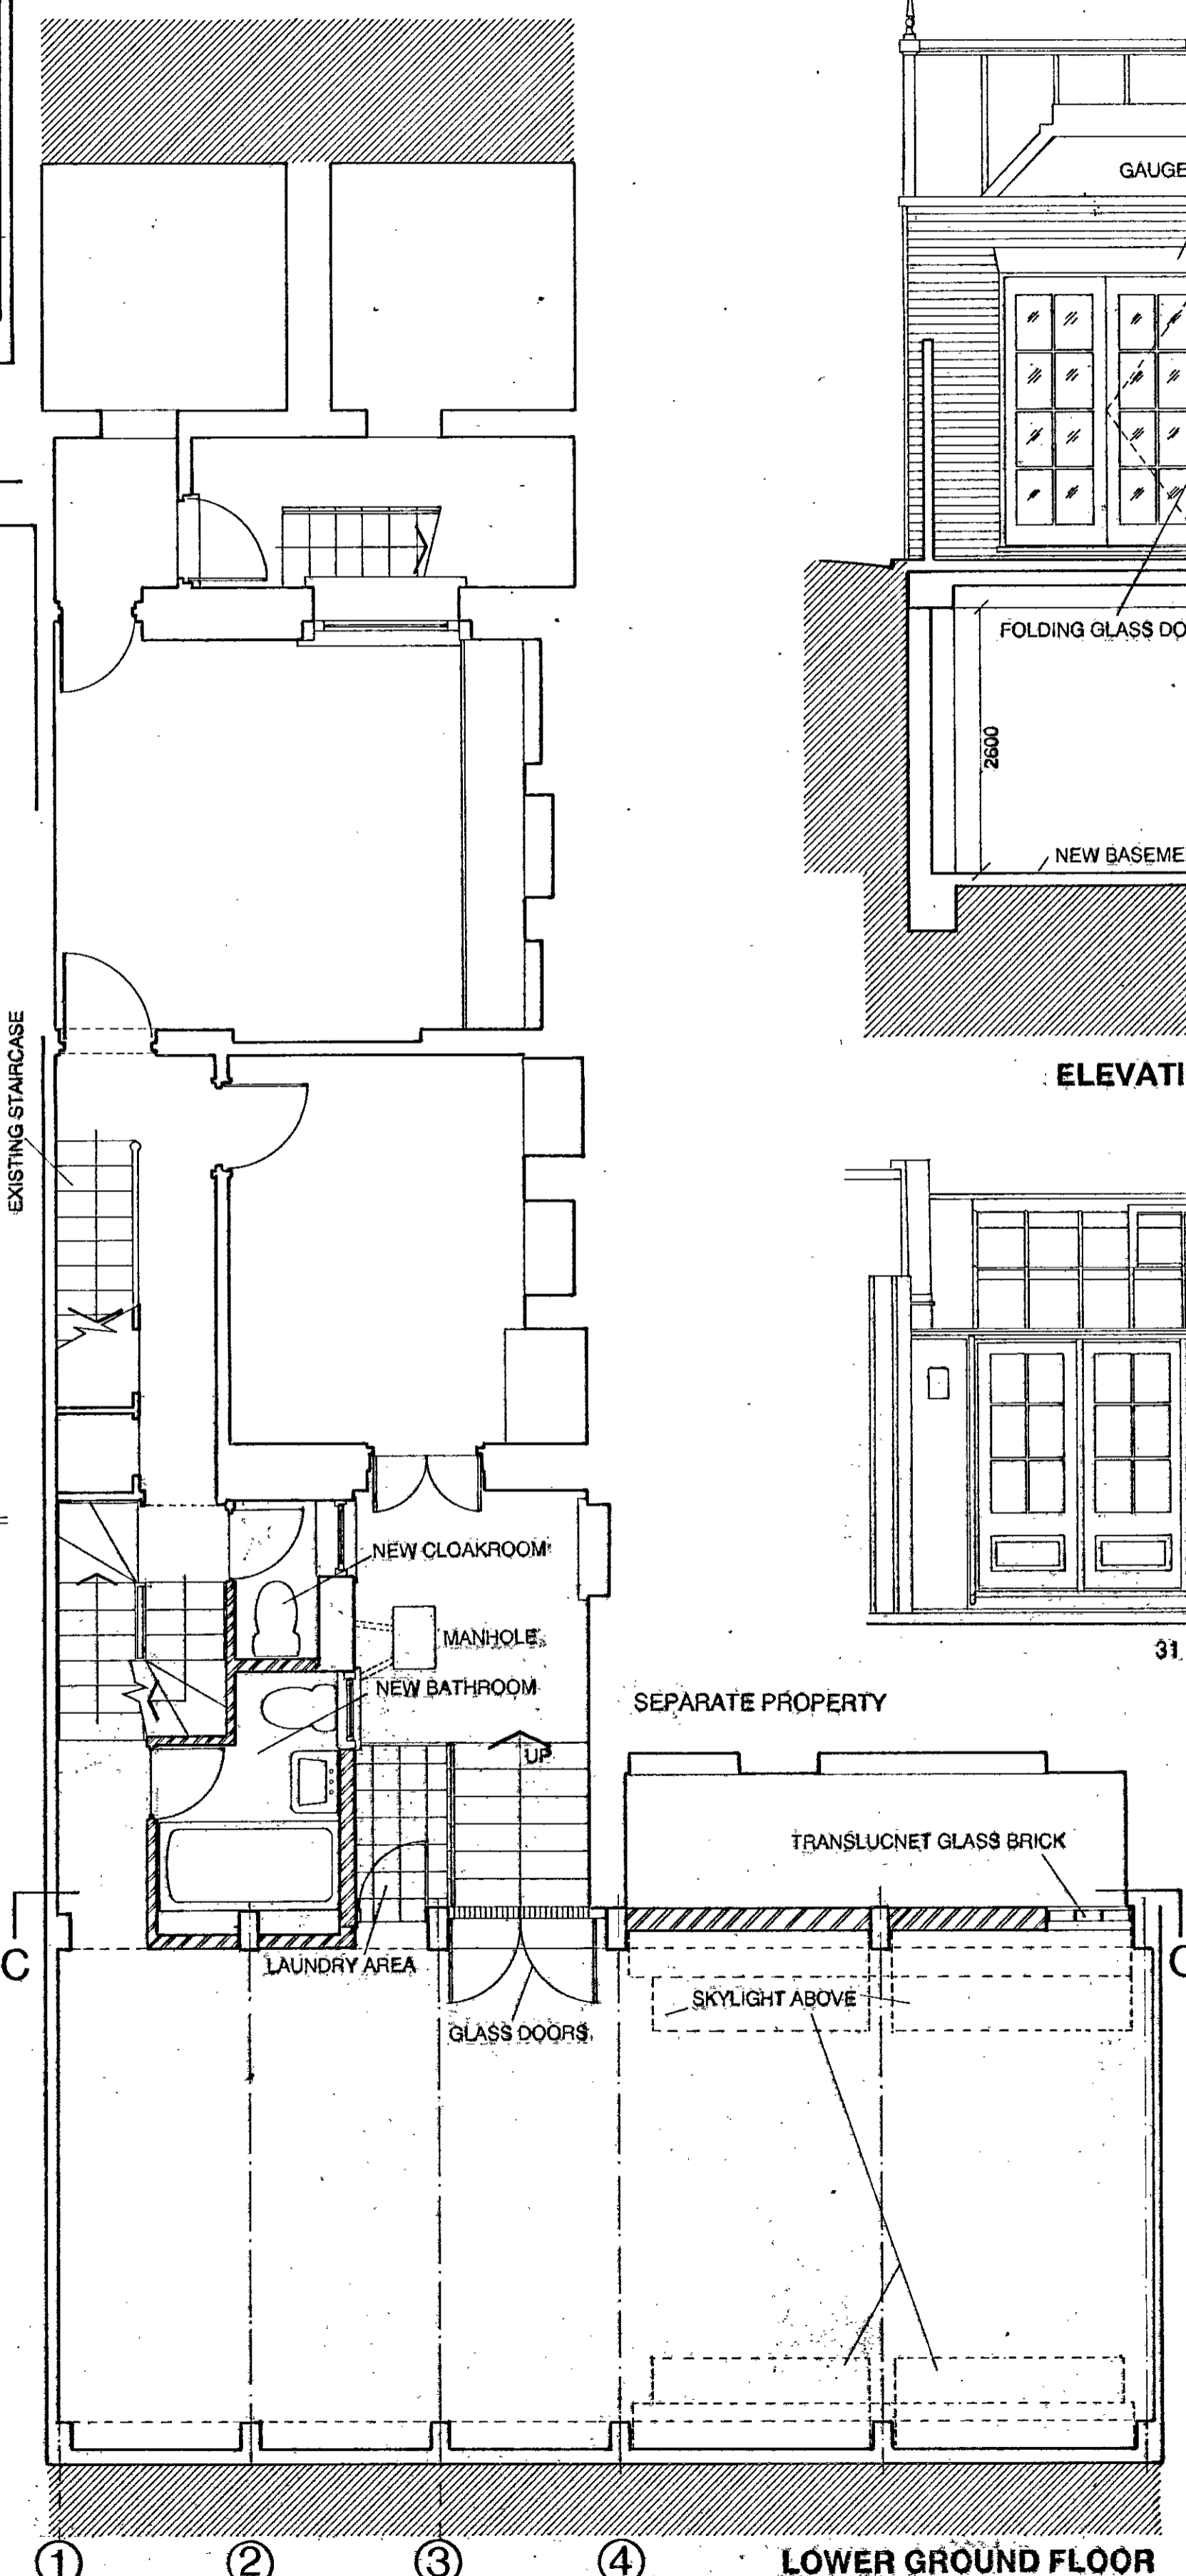 GAUGE
FOLDING GLASS DO
2600
NEW BASEME
ELEVATI
EXISTING STAIRCASE
NEW CLOAKROOM
MANHOLE
NEW BATHROOM
31
SEPARATE PROPERTY
UP
TRANSLUCNET GLASS BRICK
C
C
LAUNDRY AREA
SKYLIGHT ABOVE
GLASS DOORS
1 2 3 4
LOWER GROUND FLOOR